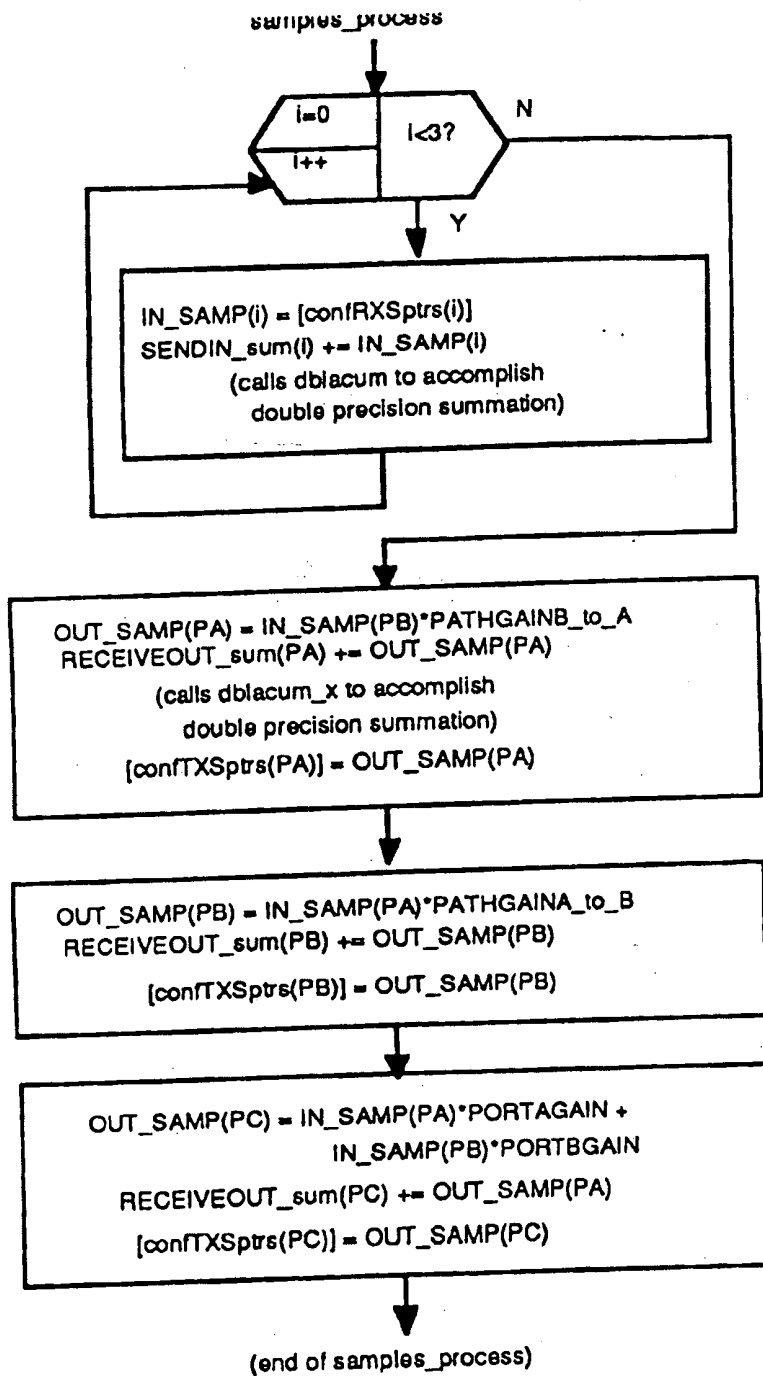 samples_process
i=0
i<3?
N
i++
Y
IN_SAMP(i) = [confRXSptrs(i)]
SENDIN_sum(i) += IN_SAMP(i)
(calls dblacum to accomplish
double precision summation)
OUT_SAMP(PA) = IN_SAMP(PB)*PATHGAINB_to_A
RECEIVEOUT_sum(PA) += OUT_SAMP(PA)
(calls dblacum_x to accomplish
double precision summation)
[confTXSptrs(PA)] = OUT_SAMP(PA)
OUT_SAMP(PB) = IN_SAMP(PA)*PATHGAINA_to_B
RECEIVEOUT_sum(PB) += OUT_SAMP(PB)
[confTXSptrs(PB)] = OUT_SAMP(PB)
OUT_SAMP(PC) = IN_SAMP(PA)*PORTAGAIN +
IN_SAMP(PB)*PORTBGAIN
RECEIVEOUT_sum(PC) += OUT_SAMP(PA)
[confTXSptrs(PC)] = OUT_SAMP(PC)
(end of samples_process)